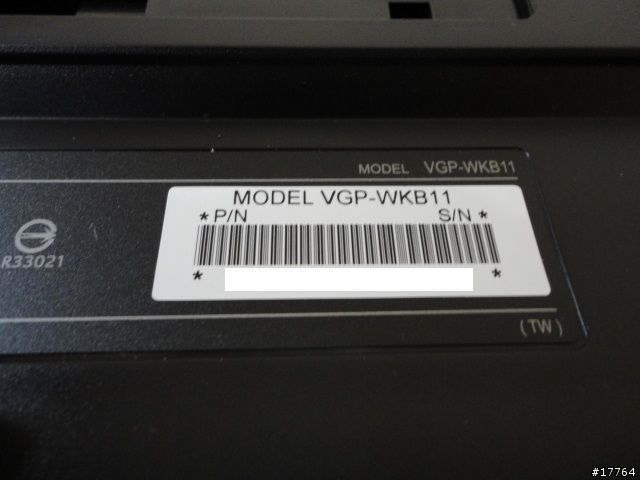 MODEL VGP-WKB11
MODEL VGP-WKB11
*P/N S/N*
* *
R33021
(TW)
#17764